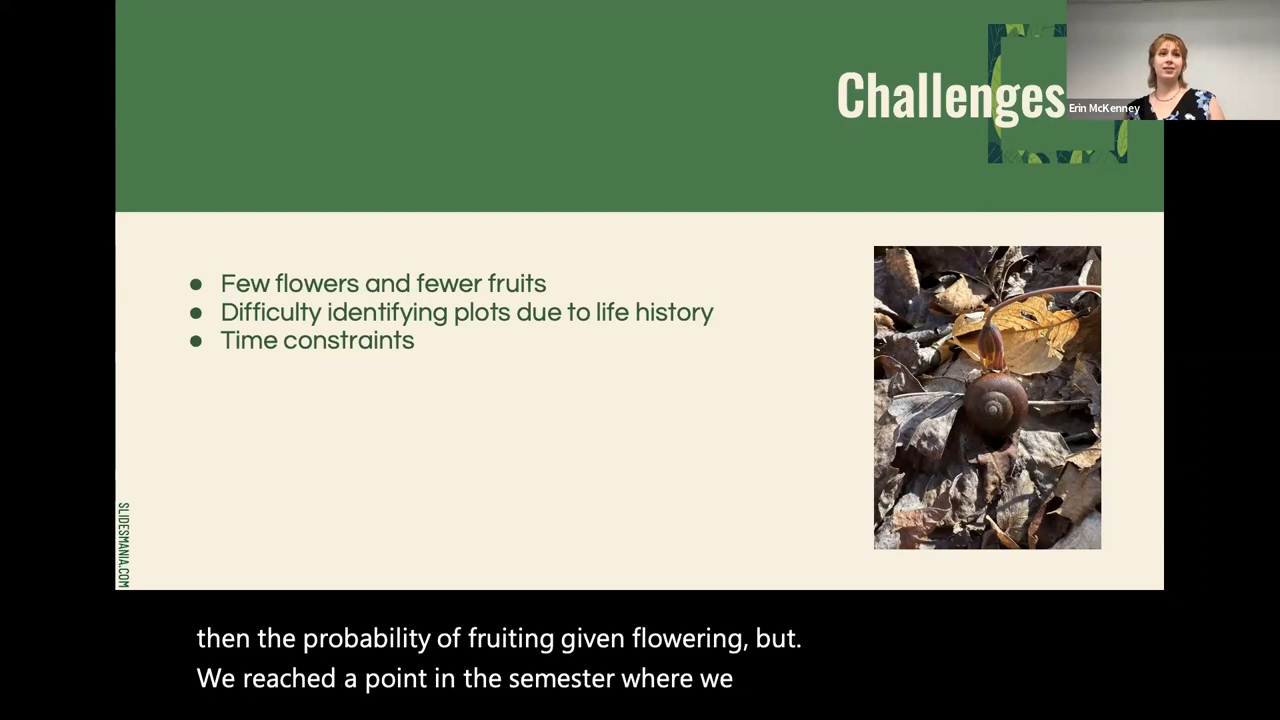 Challenges
Erin McKenney
● Few flowers and fewer fruits
● Difficulty identifying plots due to life history
● Time constraints
SLIDESMANIA.COM
then the probability of fruiting given flowering, but.
We reached a point in the semester where we